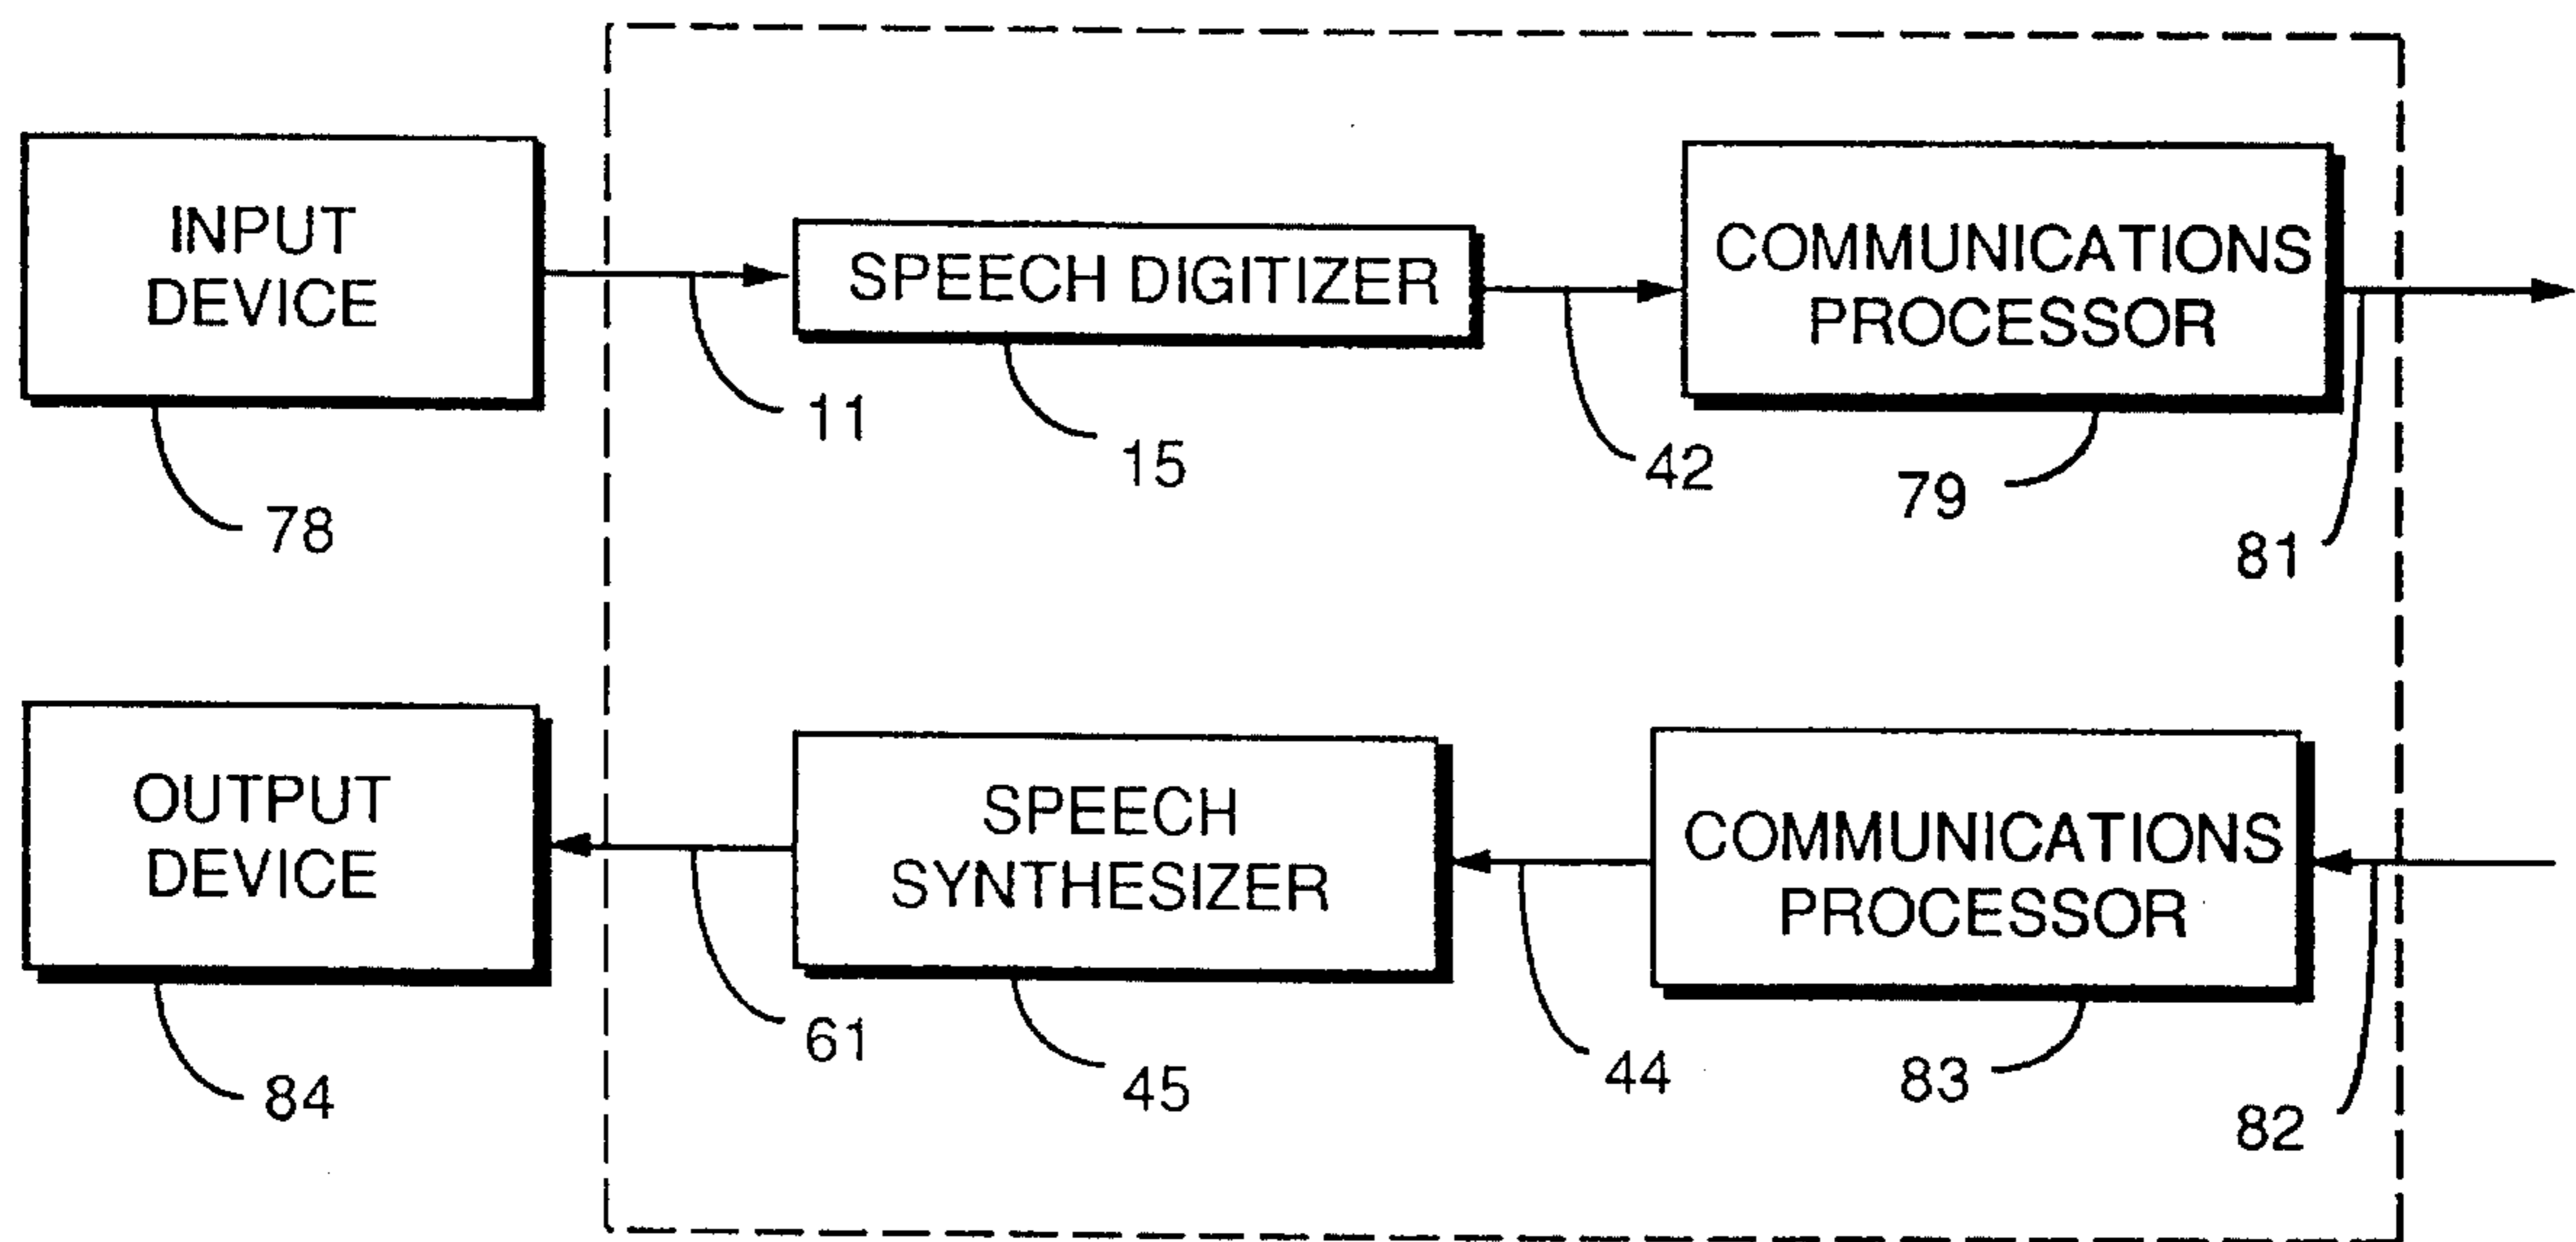 INPUT
DEVICE
SPEECH DIGITIZER
COMMUNICATIONS
PROCESSOR
11
15
42
79
78
81
OUTPUT
DEVICE
SPEECH
SYNTHESIZER
COMMUNICATIONS
PROCESSOR
61
44
83
45
84
82